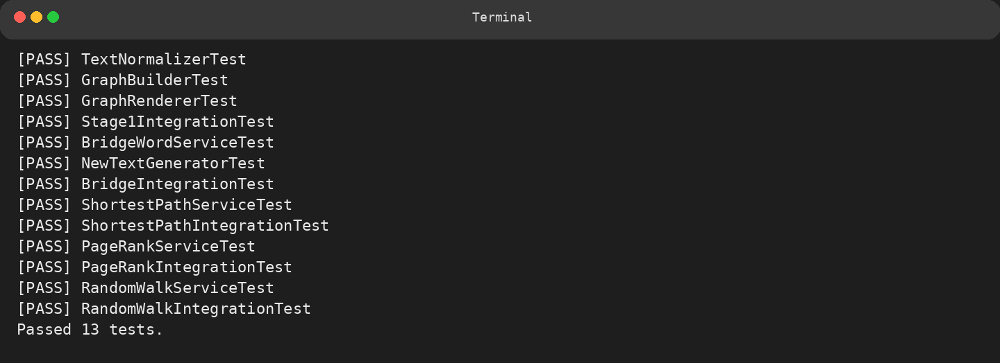 Terminal
[PASS] TextNormalizerTest
[PASS] GraphBuilderTest
[PASS] GraphRendererTest
[PASS] Stage1IntegrationTest
[PASS] BridgeWordServiceTest
[PASS] NewTextGeneratorTest
[PASS] BridgeIntegrationTest
[PASS] ShortestPathServiceTest
[PASS] ShortestPathIntegrationTest
[PASS] PageRankServiceTest
[PASS] PageRankIntegrationTest
[PASS] RandomWalkServiceTest
[PASS] RandomWalkIntegrationTest
Passed 13 tests.